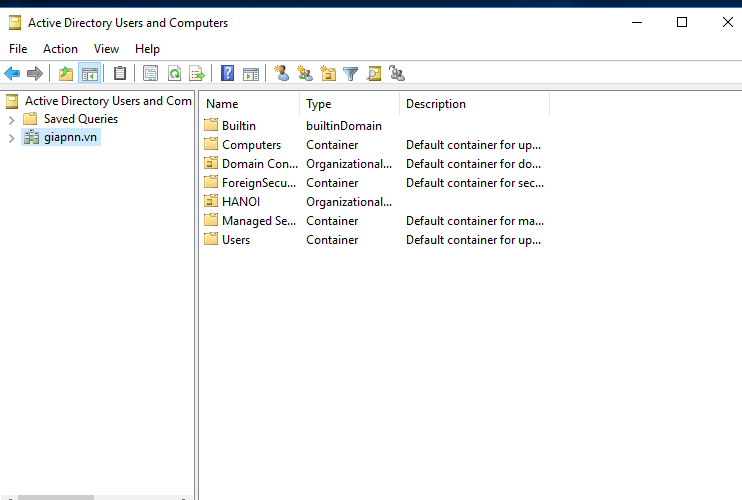 Active Directory Users and Computers
File Action View Help
Active Directory Users and Com
Saved Queries
giapnn.vn
Name Type Description
Builtin builtinDomain
Computers Container Default container for up...
Domain Con... Organizational...  Default container for do...
ForeignSecu... Container Default container for sec...
HANOI Organizational...
Managed Se... Container Default container for ma...
Users Container Default container for up...